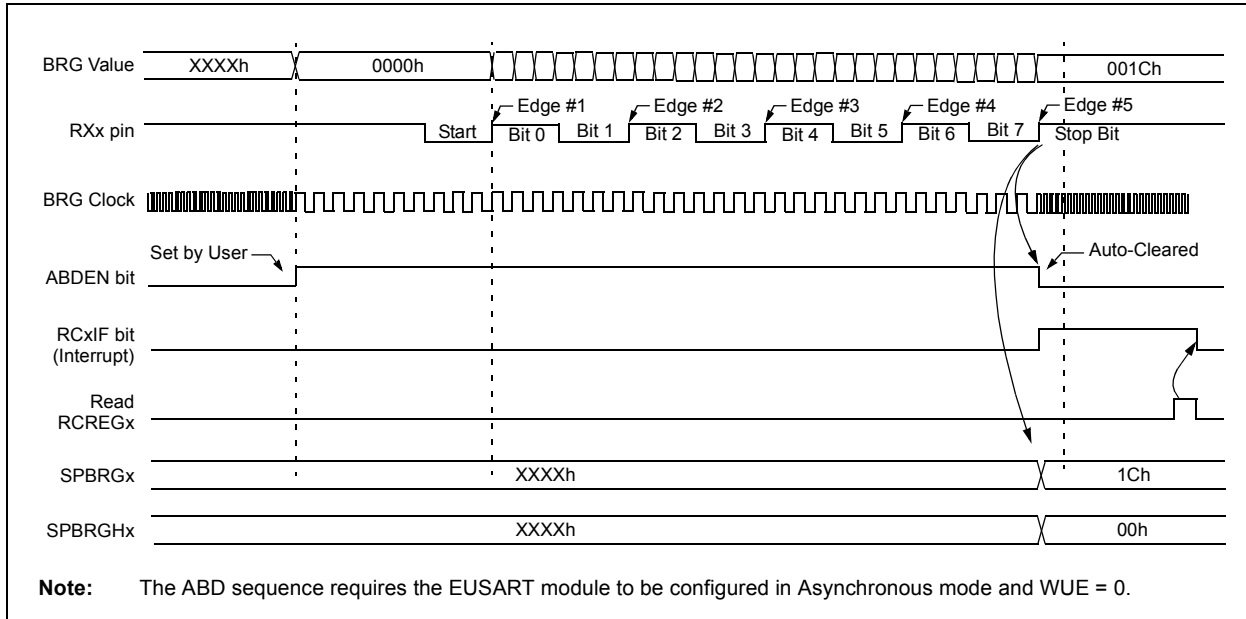 BRG Value
XXXXh
0000h
001Ch
RXx pin
Start
Edge #1
Bit 0
Bit 1
Edge #2
Bit 2
Bit 3
Edge #3
Bit 4
Bit 5
Edge #4
Bit 6
Bit 7
Edge #5
Stop Bit
BRG Clock
Set by User
Auto-Cleared
ABDEN bit
RCxIF bit
(Interrupt)
Read
RCREGx
SPBRGx
XXXXh
1Ch
SPBRGHx
XXXXh
00h
Note: The ABD sequence requires the EUSART module to be configured in Asynchronous mode and WUE = 0.